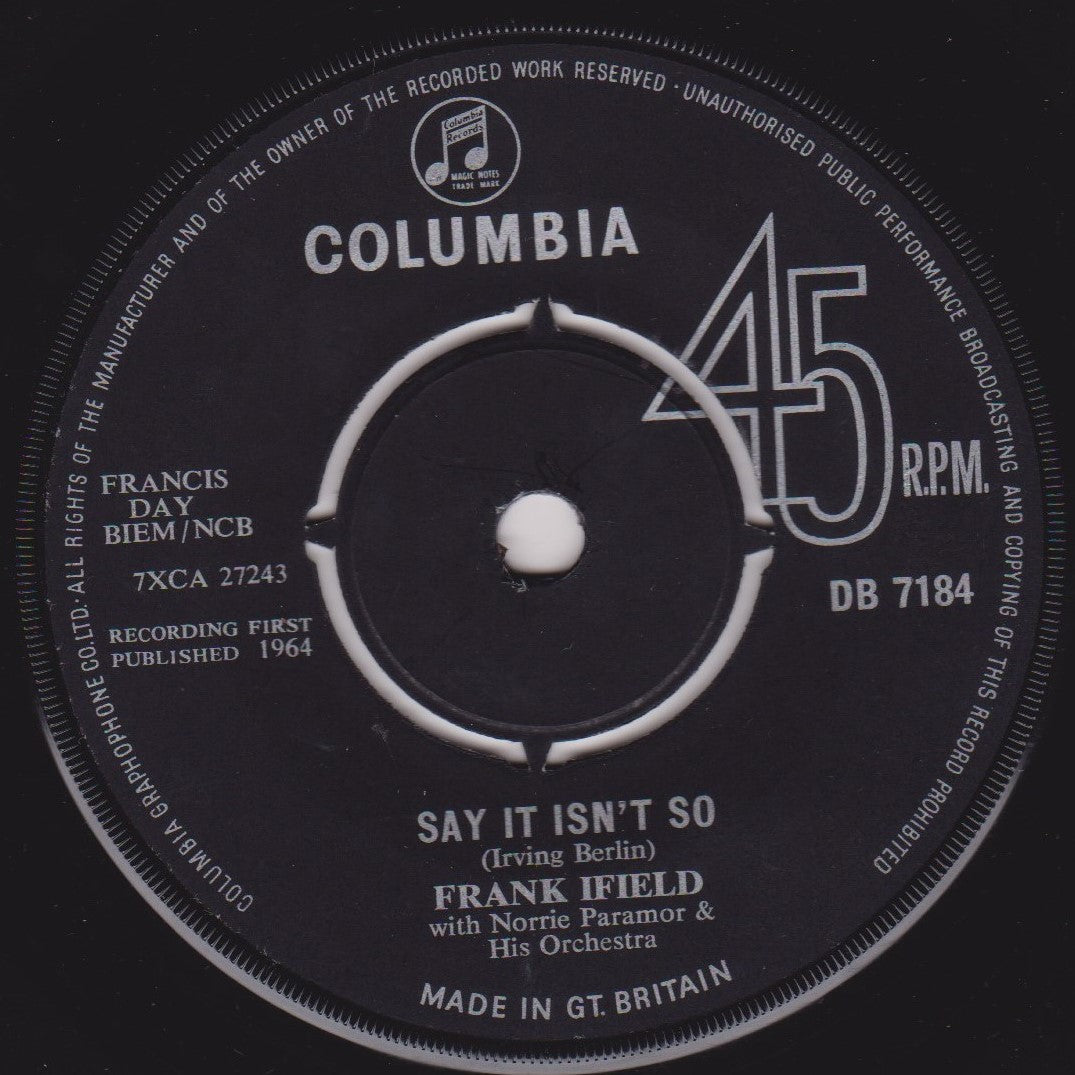 COLUMBIA GRAPHOPHONE CO. LTD. · ALL RIGHTS OF THE MANUFACTURER AND OF THE OWNER OF THE RECORDED WORK RESERVED · UNAUTHORISED PUBLIC PERFORMANCE BROADCASTING AND COPYING OF THIS RECORD PROHIBITED
Columbia
Records
MAGIC NOTES
TRADE MARK
COLUMBIA
45 R.P.M.
FRANCIS
DAY
BIEM/NCB
7XCA 27243
RECORDING FIRST
PUBLISHED 1964
DB 7184
SAY IT ISN'T SO
(Irving Berlin)
FRANK IFIELD
with Norrie Paramor &
His Orchestra
MADE IN GT. BRITAIN